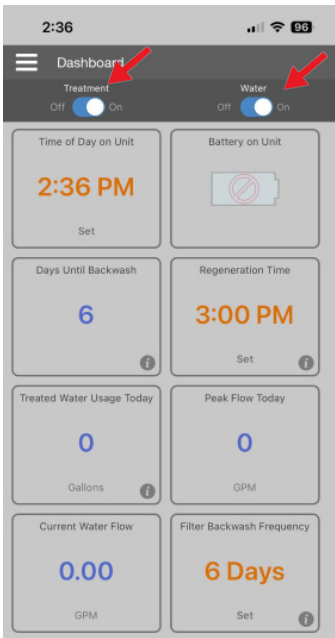 2:36 96
Dashboard
Treatment Water
Off On Off On
Time of Day on Unit Battery on Unit
2:36 PM
Set
Days Until Backwash Regeneration Time
6 3:00 PM
Set
Treated Water Usage Today Peak Flow Today
0 0
Gallons GPM
Current Water Flow Filter Backwash Frequency
0.00 6 Days
GPM Set